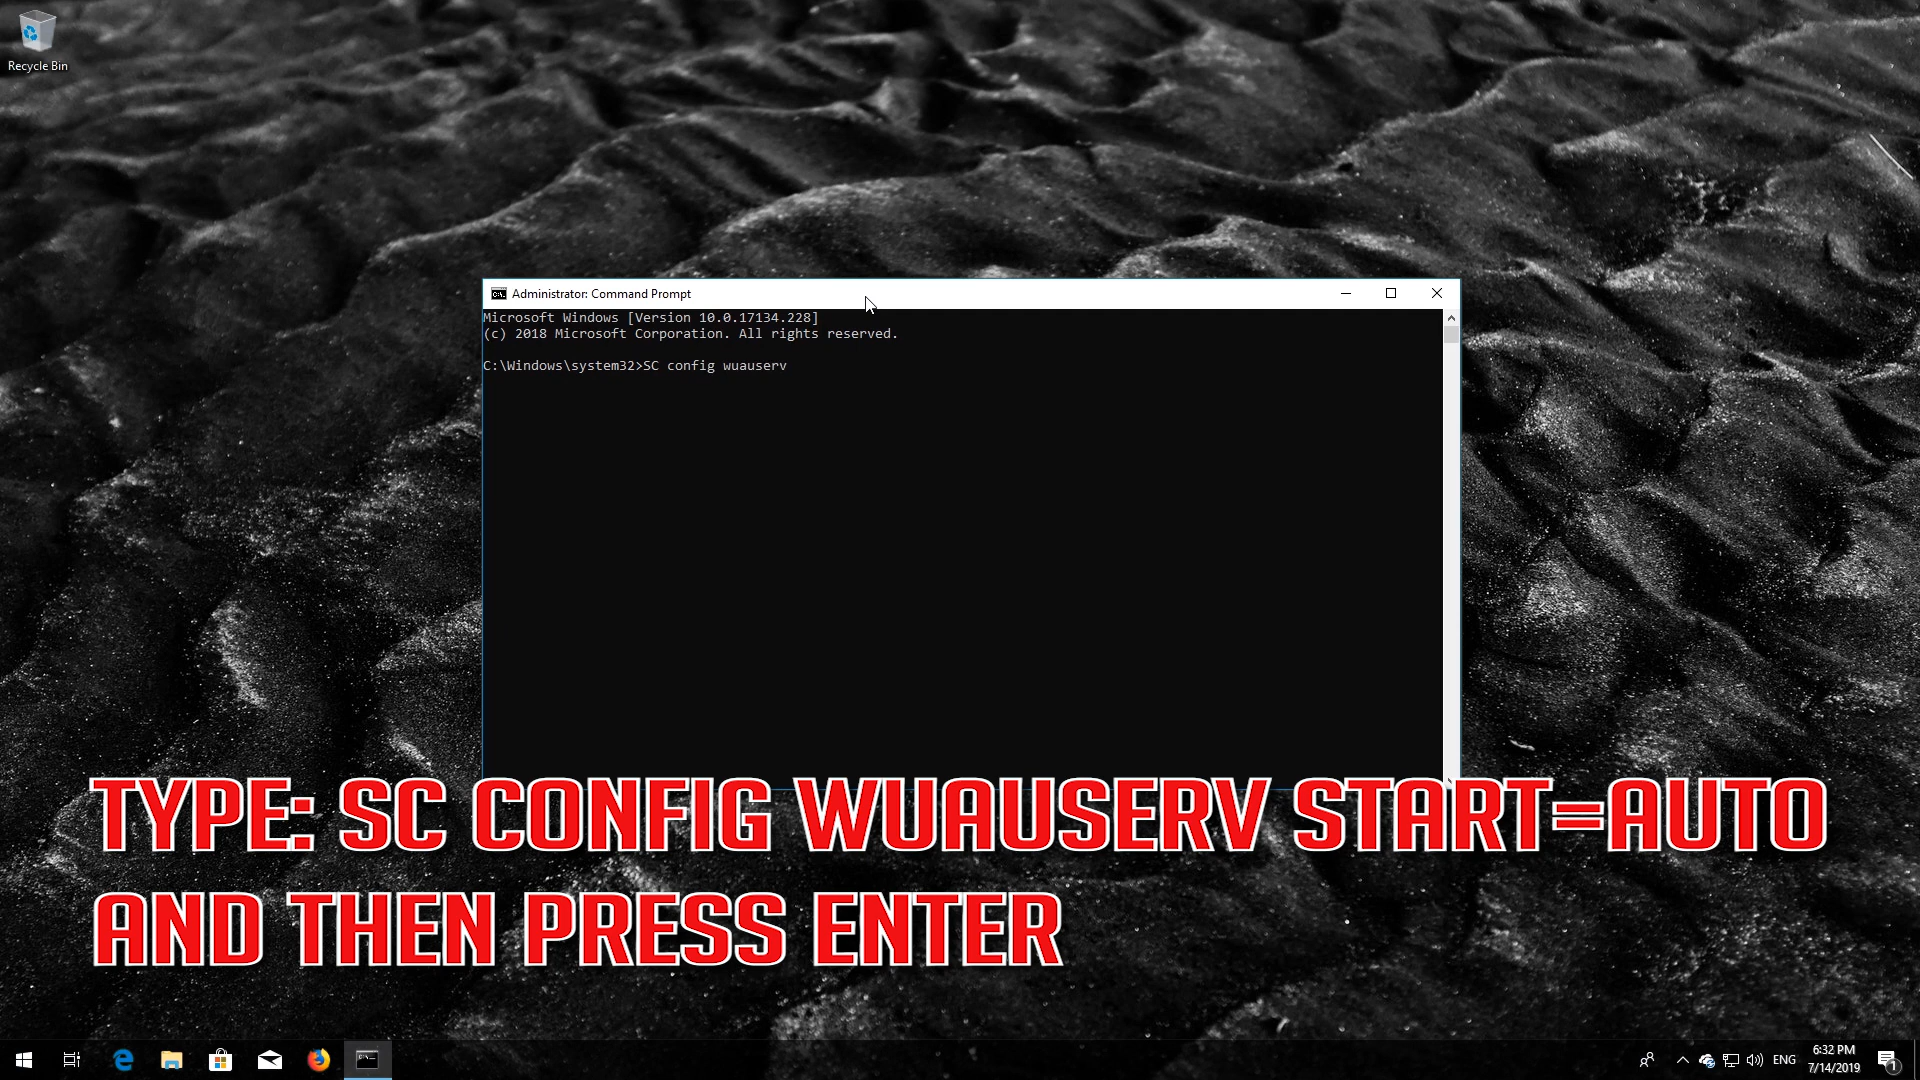 Recycle Bin
Administrator: Command Prompt
Microsoft Windows [Version 10.0.17134.228]
(c) 2018 Microsoft Corporation. All rights reserved.
C:\Windows\system32>SC config wuauserv
TYPE: SC CONFIG WUAUSERV START=AUTO
AND THEN PRESS ENTER
ENG
6:32 PM
7/14/2019
1